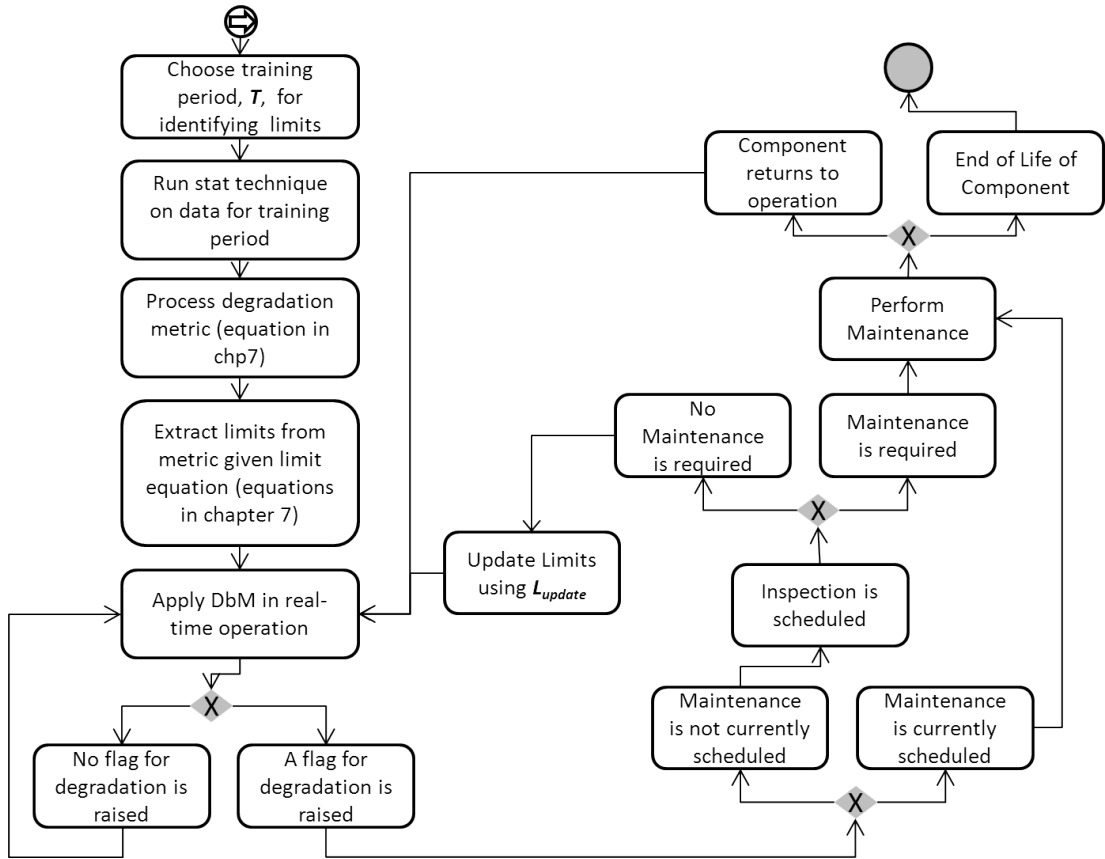 Choose training
period, T, for
identifying limits
Run stat technique
on data for training
period
Process degradation
metric (equation in
chp7)
Extract limits from
metric given limit
equation (equations
in chapter 7)
Apply DbM in real-
time operation
X
No flag for
degradation is
raised
A flag for
degradation is
raised
Component
returns to
operation
End of Life of
Component
X
Perform
Maintenance
No
Maintenance
is required
Maintenance
is required
X
Update Limits
using Lupdate
Inspection is
scheduled
Maintenance
is not currently
scheduled
Maintenance
is currently
scheduled
X